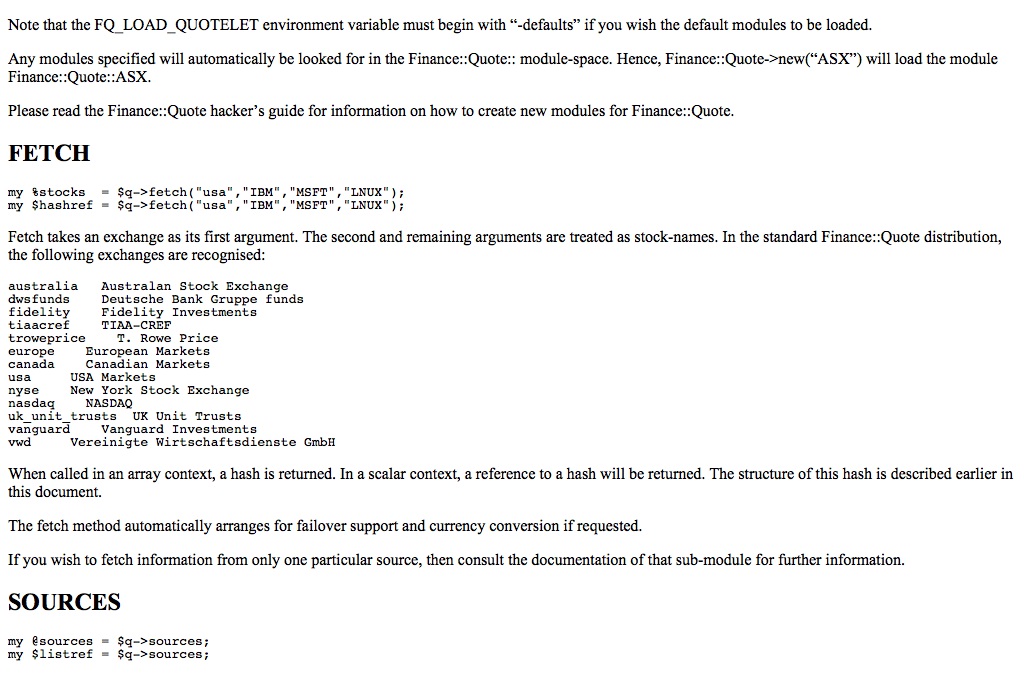 Note that the FQ_LOAD_QUOTELET environment variable must begin with “-defaults” if you wish the default modules to be loaded.
Any modules specified will automatically be looked for in the Finance::Quote:: module-space. Hence, Finance::Quote->new(“ASX”) will load the module
Finance::Quote::ASX.
Please read the Finance::Quote hacker’s guide for information on how to create new modules for Finance::Quote.
FETCH
my %stocks  = $q->fetch("usa","IBM","MSFT","LNUX");
my $hashref = $q->fetch("usa","IBM","MSFT","LNUX");
Fetch takes an exchange as its first argument. The second and remaining arguments are treated as stock-names. In the standard Finance::Quote distribution,
the following exchanges are recognised:
australia   Australan Stock Exchange
dwsfunds    Deutsche Bank Gruppe funds
fidelity    Fidelity Investments
tiaacref    TIAA-CREF
troweprice    T. Rowe Price
europe    European Markets
canada    Canadian Markets
usa     USA Markets
nyse    New York Stock Exchange
nasdaq    NASDAQ
uk_unit_trusts  UK Unit Trusts
vanguard    Vanguard Investments
vwd     Vereinigte Wirtschaftsdienste GmbH
When called in an array context, a hash is returned. In a scalar context, a reference to a hash will be returned. The structure of this hash is described earlier in
this document.
The fetch method automatically arranges for failover support and currency conversion if requested.
If you wish to fetch information from only one particular source, then consult the documentation of that sub-module for further information.
SOURCES
my @sources = $q->sources;
my $listref = $q->sources;